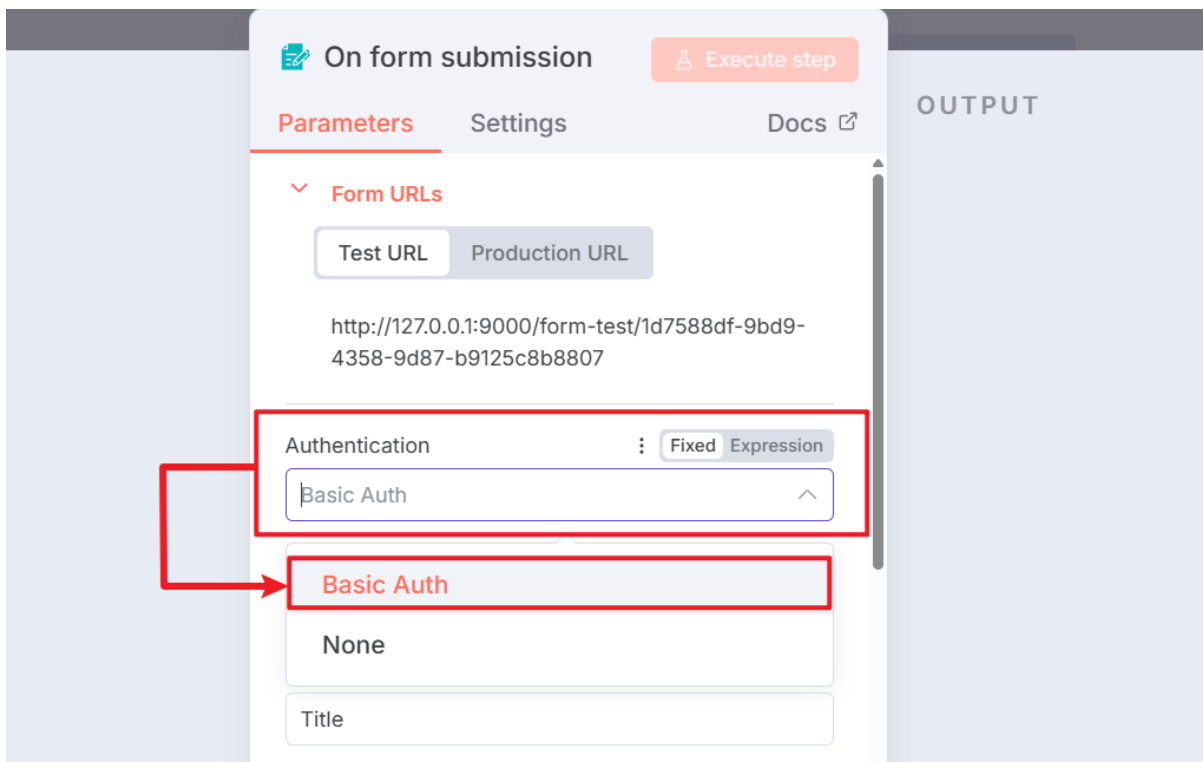 On form submission
Execute step
OUTPUT
Parameters
Settings
Docs
Form URLs
Test URL
Production URL
http://127.0.0.1:9000/form-test/1d7588df-9bd9-
4358-9d87-b9125c8b8807
Authentication
Fixed
Expression
Basic Auth
Basic Auth
None
Title